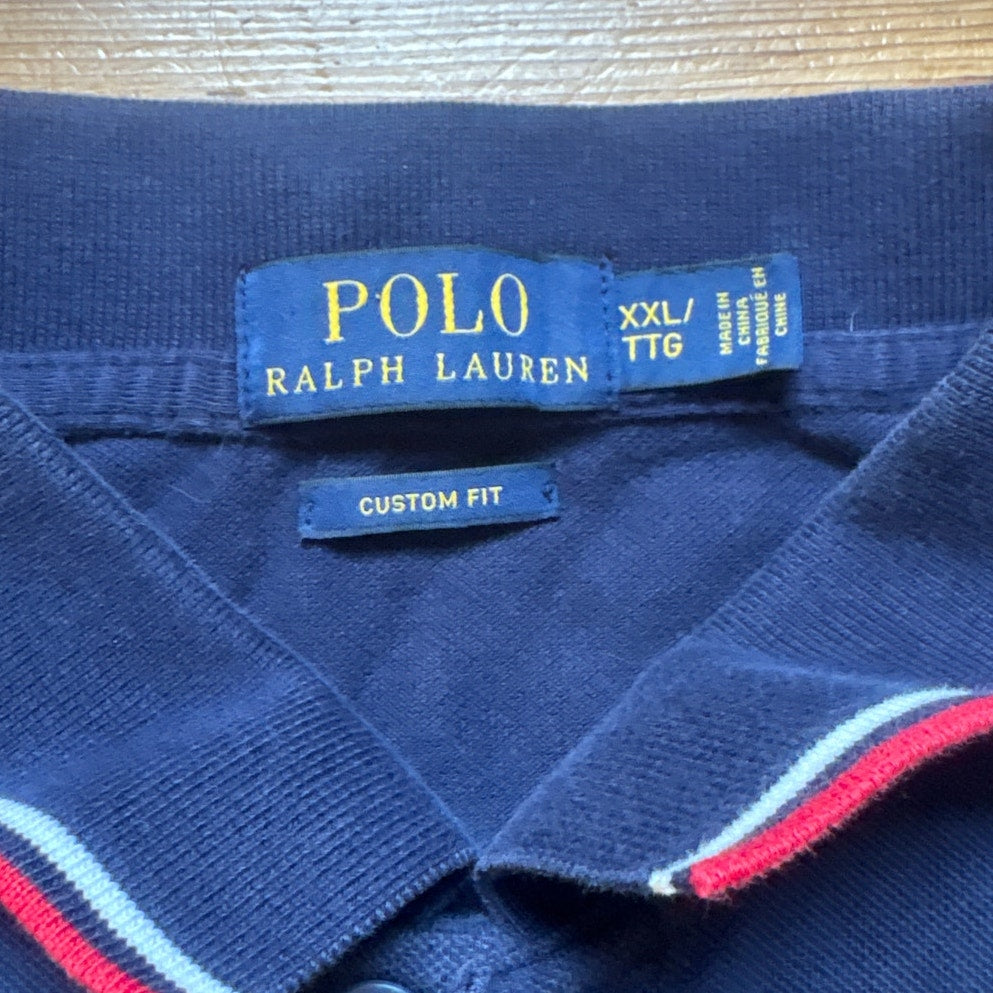 POLO
RALPH LAUREN
XXL/
TTG
MADE IN
CHINA
FABRIQUÉ EN
CHINE
CUSTOM FIT